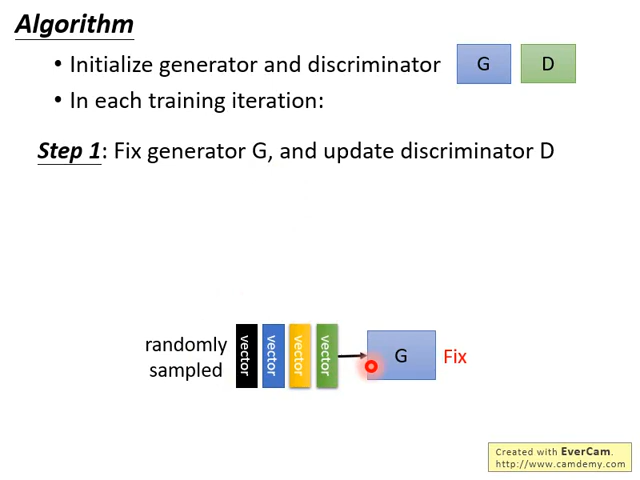 Algorithm
• Initialize generator and discriminator G D
• In each training iteration:
Step 1: Fix generator G, and update discriminator D
randomly
sampled
vector
vector
vector
vector
G
Fix
Created with EverCam.
http://www.camdemy.com